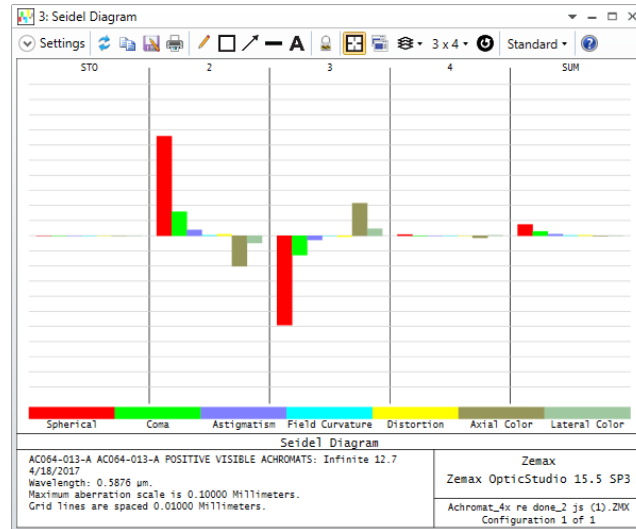 3: Seidel Diagram
Settings
3 x 4
Standard
STO 2 3 4 SUM
Spherical Coma Astigmatism Field Curvature Distortion Axial Color Lateral Color
Seidel Diagram
AC064-013-A AC064-013-A POSITIVE VISIBLE ACHROMATS: Infinite 12.7
4/18/2017
Wavelength: 0.5876 µm.
Maximum aberration scale is 0.10000 Millimeters.
Grid lines are spaced 0.01000 Millimeters.
Zemax
Zemax OpticStudio 15.5 SP3
Achromat_4x re done_2 js (1).ZMX
Configuration 1 of 1